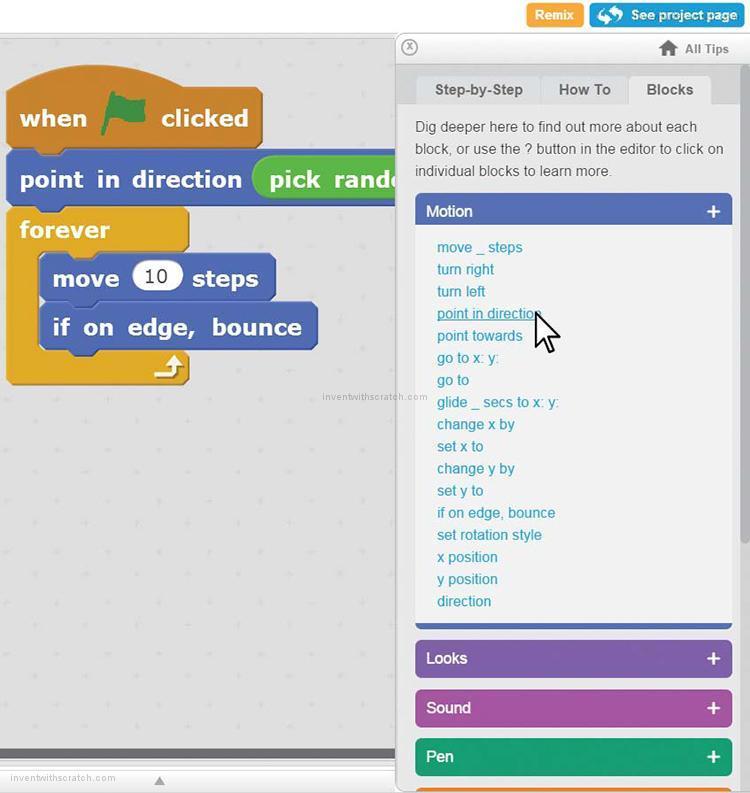 Remix
See project page
All Tips
when clicked
point in direction pick rand
forever
move 10 steps
if on edge, bounce
inventwithscratch.com
inventwithscratch.com
Step-by-Step
How To
Blocks
Dig deeper here to find out more about each
block, or use the ? button in the editor to click on
individual blocks to learn more.
Motion +
move _ steps
turn right
turn left
point in direction
point towards
go to x: y:
go to
glide _ secs to x: y:
change x by
set x to
change y by
set y to
if on edge, bounce
set rotation style
x position
y position
direction
Looks +
Sound +
Pen +